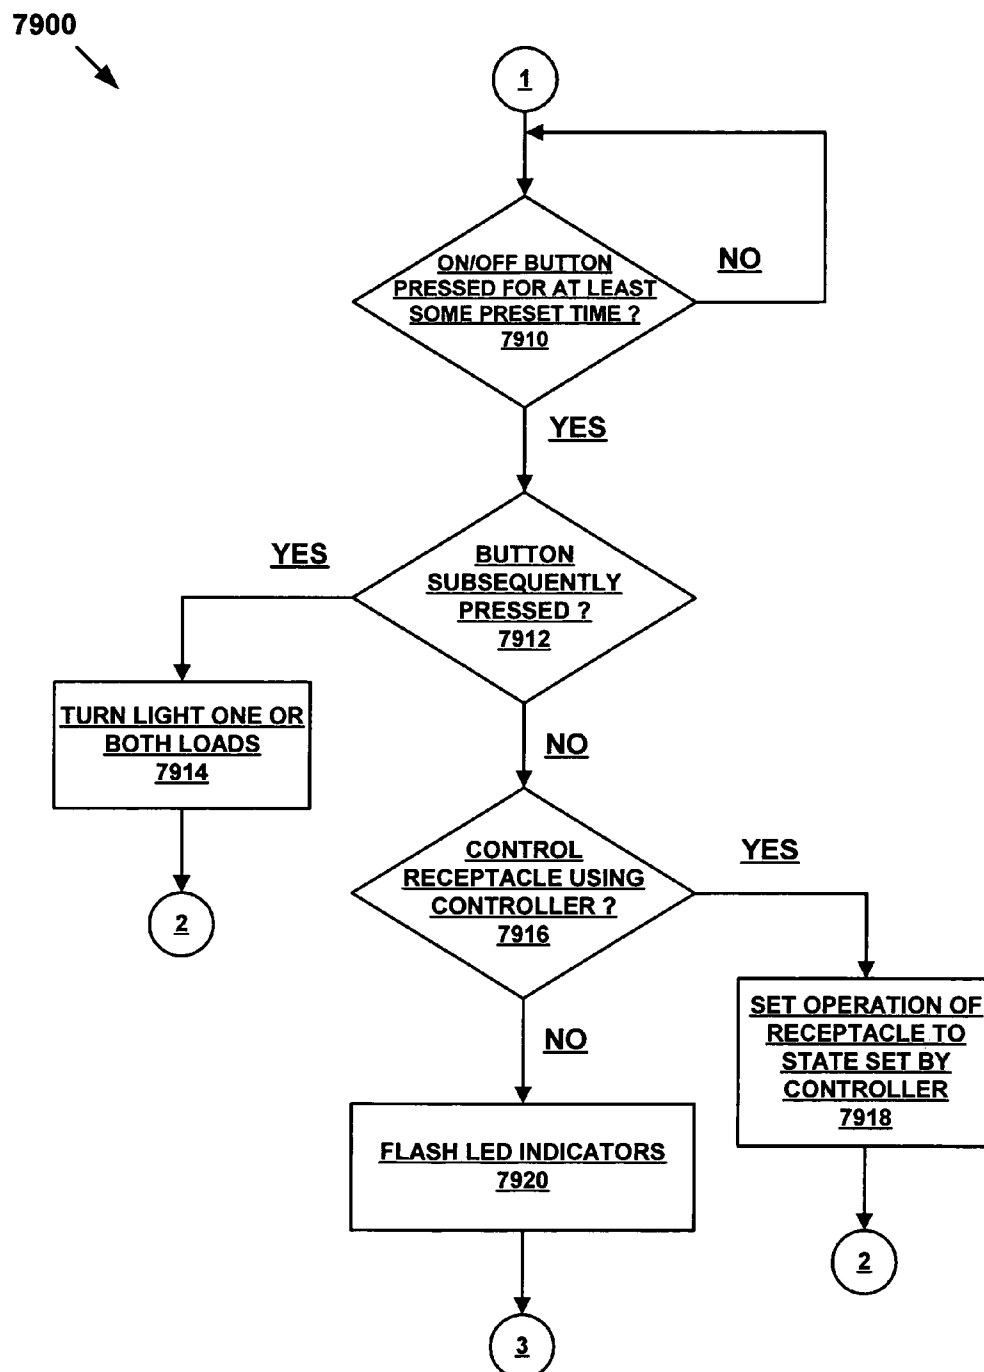 7900
1
ON/OFF BUTTON
PRESSED FOR AT LEAST
SOME PRESET TIME ?
7910
NO
YES
BUTTON
SUBSEQUENTLY
PRESSED ?
7912
YES
TURN LIGHT ONE OR
BOTH LOADS
7914
2
NO
CONTROL
RECEPTACLE USING
CONTROLLER ?
7916
YES
SET OPERATION OF
RECEPTACLE TO
STATE SET BY
CONTROLLER
7918
2
NO
FLASH LED INDICATORS
7920
3